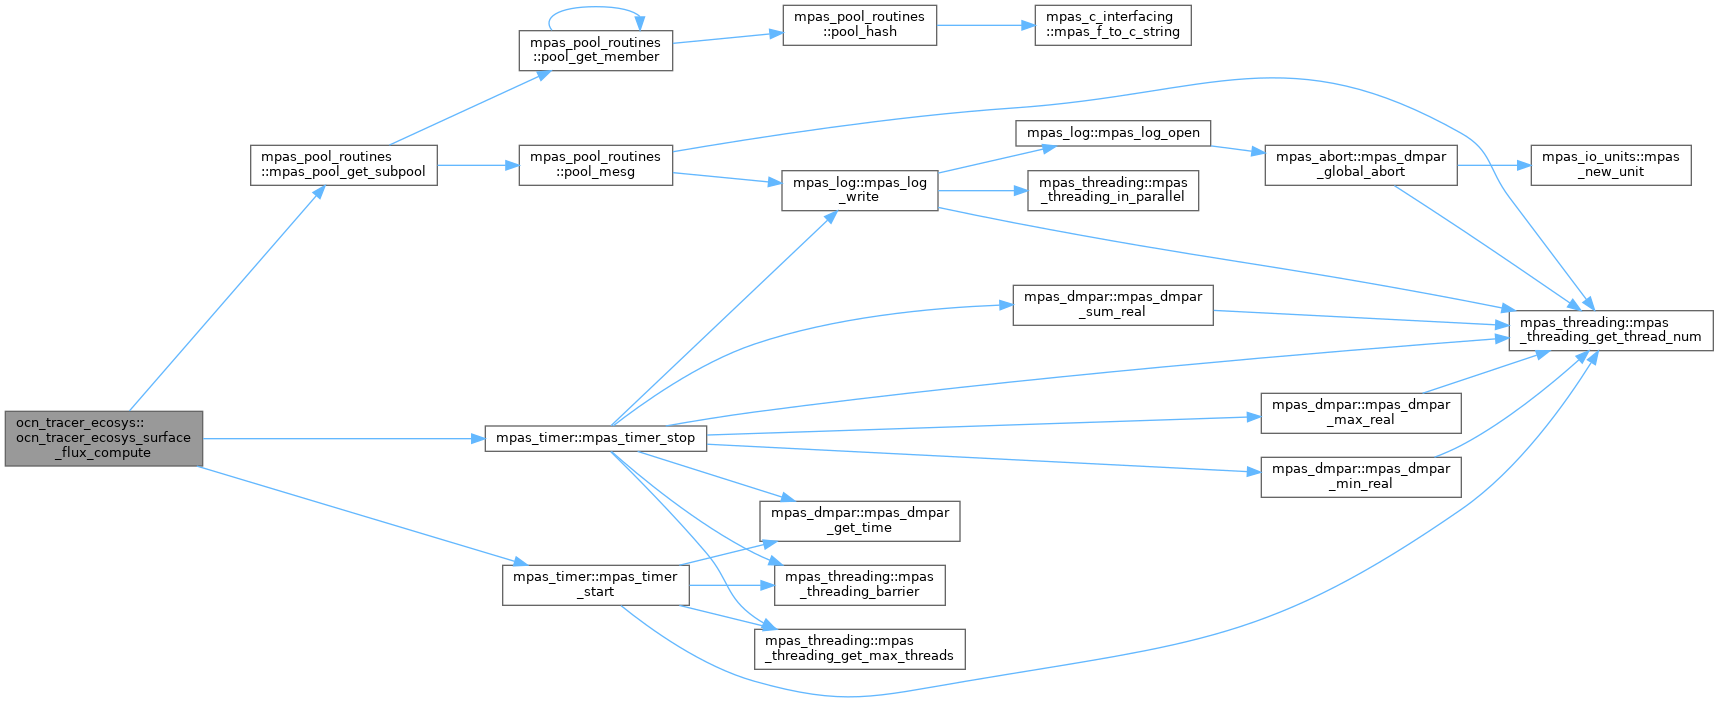 mpas_pool_routines
::pool_hash
mpas_c_interfacing
::mpas_f_to_c_string
mpas_pool_routines
::pool_get_member
mpas_log::mpas_log_open
mpas_pool_routines
::mpas_pool_get_subpool
mpas_pool_routines
::pool_mesg
mpas_abort::mpas_dmpar
_global_abort
mpas_io_units::mpas
_new_unit
mpas_log::mpas_log
_write
mpas_threading::mpas
_threading_in_parallel
mpas_dmpar::mpas_dmpar
_sum_real
mpas_threading::mpas
_threading_get_thread_num
mpas_dmpar::mpas_dmpar
_max_real
ocn_tracer_ecosys::
ocn_tracer_ecosys_surface
_flux_compute
mpas_timer::mpas_timer_stop
mpas_dmpar::mpas_dmpar
_min_real
mpas_dmpar::mpas_dmpar
_get_time
mpas_timer::mpas_timer
_start
mpas_threading::mpas
_threading_barrier
mpas_threading::mpas
_threading_get_max_threads